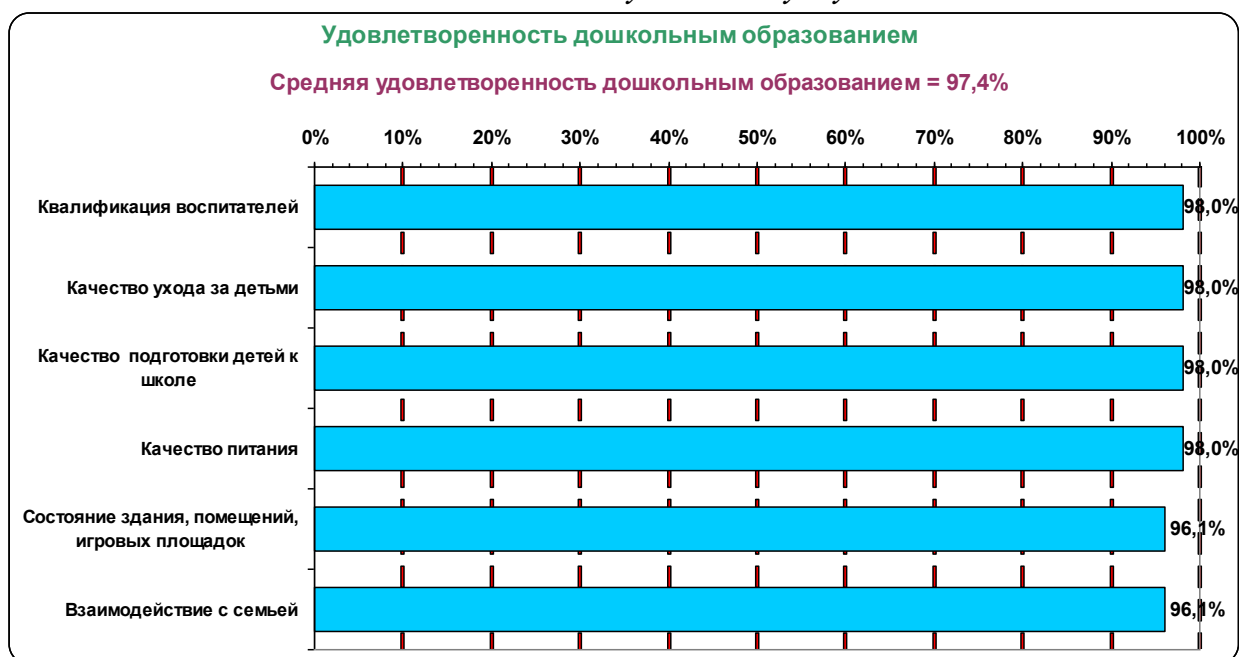 Удовлетворенность дошкольным образованием
Средняя удовлетворенность дошкольным образованием = 97,4%
0% 10% 20% 30% 40% 50% 60% 70% 80% 90% 100%
Квалификация воспитателей 98,0%
Качество ухода за детьми 98,0%
Качество подготовки детей к
школе 98,0%
Качество питания 98,0%
Состояние здания, помещений,
игровых площадок 96,1%
Взаимодействие с семьей 96,1%